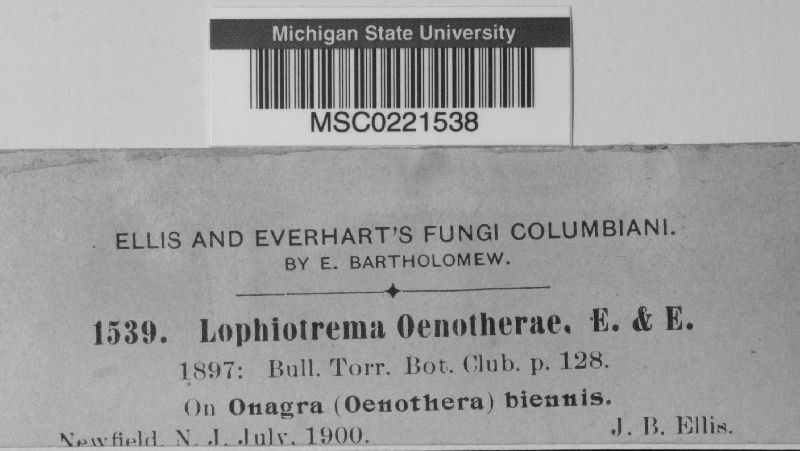 Michigan State University
MSC0221538
ELLIS AND EVERHART'S FUNGI COLUMBIANI.
BY E. BARTHOLOMEW.
1539. Lophiotrema Oenotherae, E. & E.
1897: Bull. Torr. Bot. Club. p. 128.
On Onagra (Oenothera) biennis.
Newfield, N. J. July, 1900. J. B. Ellis.